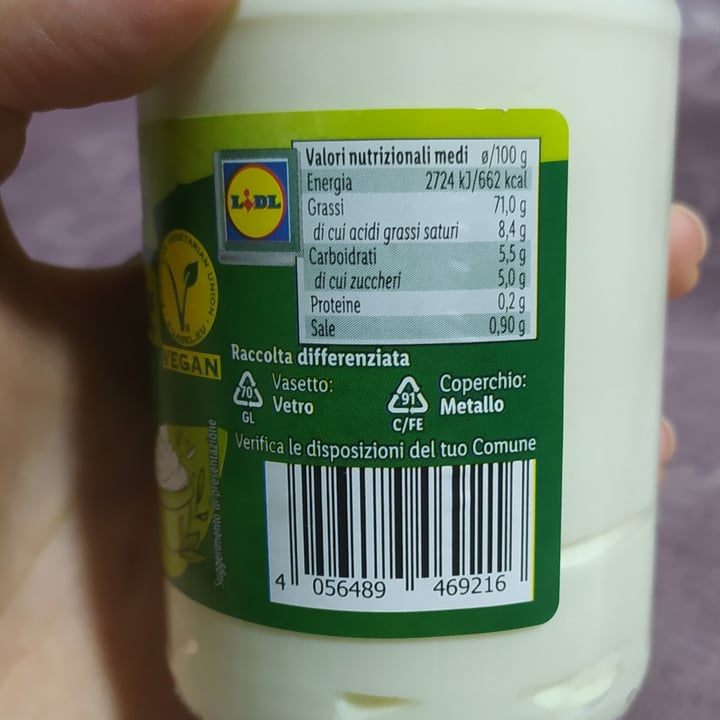 Valori nutrizionali medi ø/100 g
Energia 2724 kJ/662 kcal
Grassi 71,0 g
di cui acidi grassi saturi 8,4 g
Carboidrati 5,5 g
di cui zuccheri 5,0 g
Proteine 0,2 g
Sale 0,90 g
LIDL
VEGETARIAN UNION
VEGAN
Raccolta differenziata
70
GL
Vasetto:
Vetro
91
C/FE
Coperchio:
Metallo
Verifica le disposizioni del tuo Comune
Suggerimento di presentazione
4 056489 469216